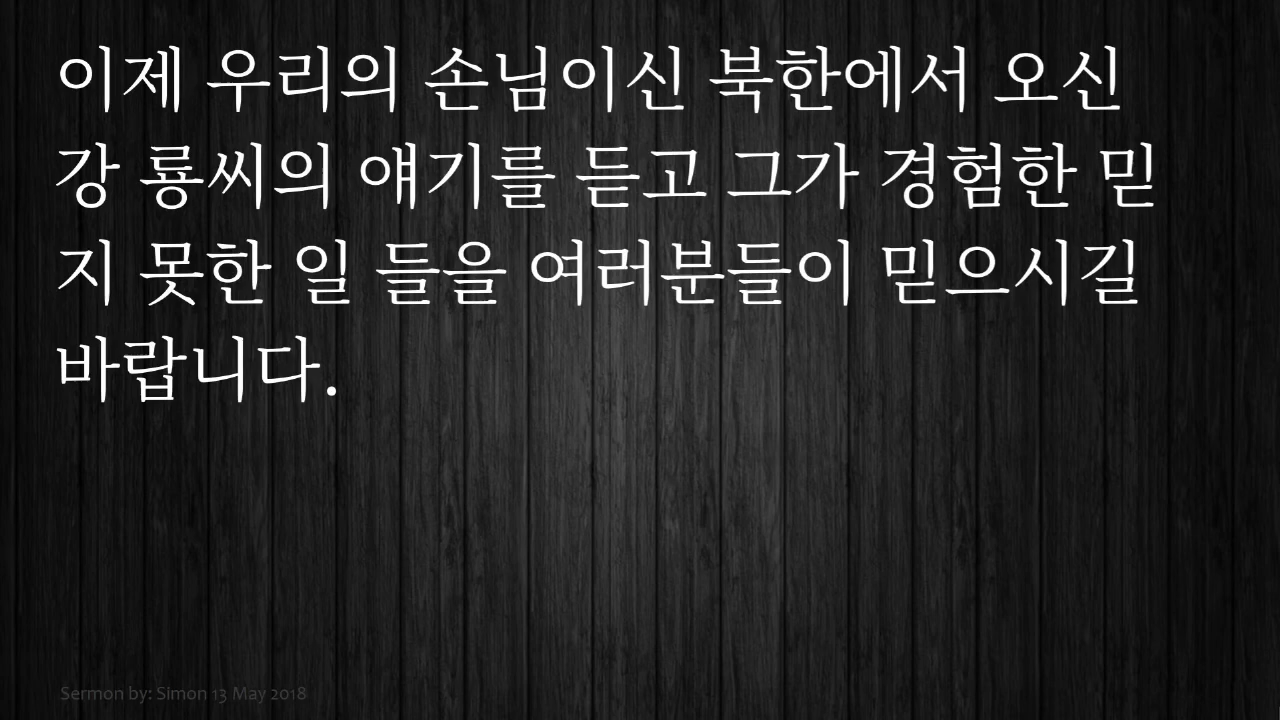 이제 우리의 손님이신 북한에서 오신
강 룡씨의 얘기를 듣고 그가 경험한 믿
지 못한 일 들을 여러분들이 믿으시길
바랍니다.
Sermon by: Simon 13 May 2018